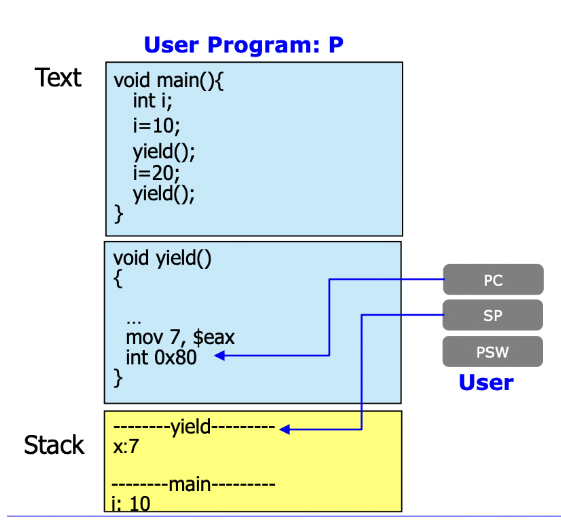 User Program: P
Text
void main(){
int i;
i=10;
yield();
i=20;
yield();
}
void yield()
{
...
mov 7, $eax
int 0x80
}
PC
SP
PSW
User
Stack
--------yield---------
x:7
--------main---------
i: 10